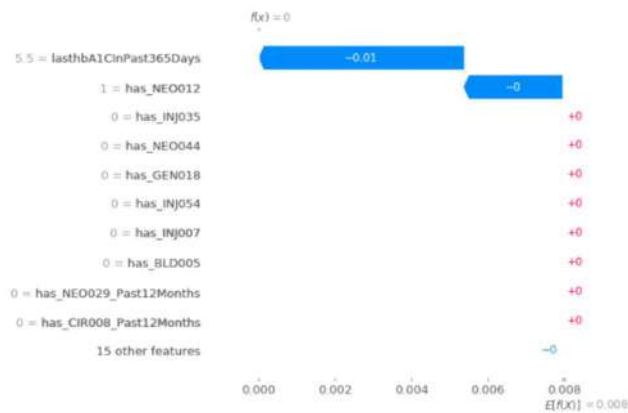 f(x) = 0
5.5 = lasthbA1CInPast365Days
−0.01
1 = has_NEO012
−0
0 = has_INJ035
+0
0 = has_NEO044
+0
0 = has_GEN018
+0
0 = has_INJ054
+0
0 = has_INJ007
+0
0 = has_BLD005
+0
0 = has_NEO029_Past12Months
+0
0 = has_CIR008_Past12Months
+0
15 other features
−0
0.000 0.002 0.004 0.006 0.008
E[f(X)] = 0.008